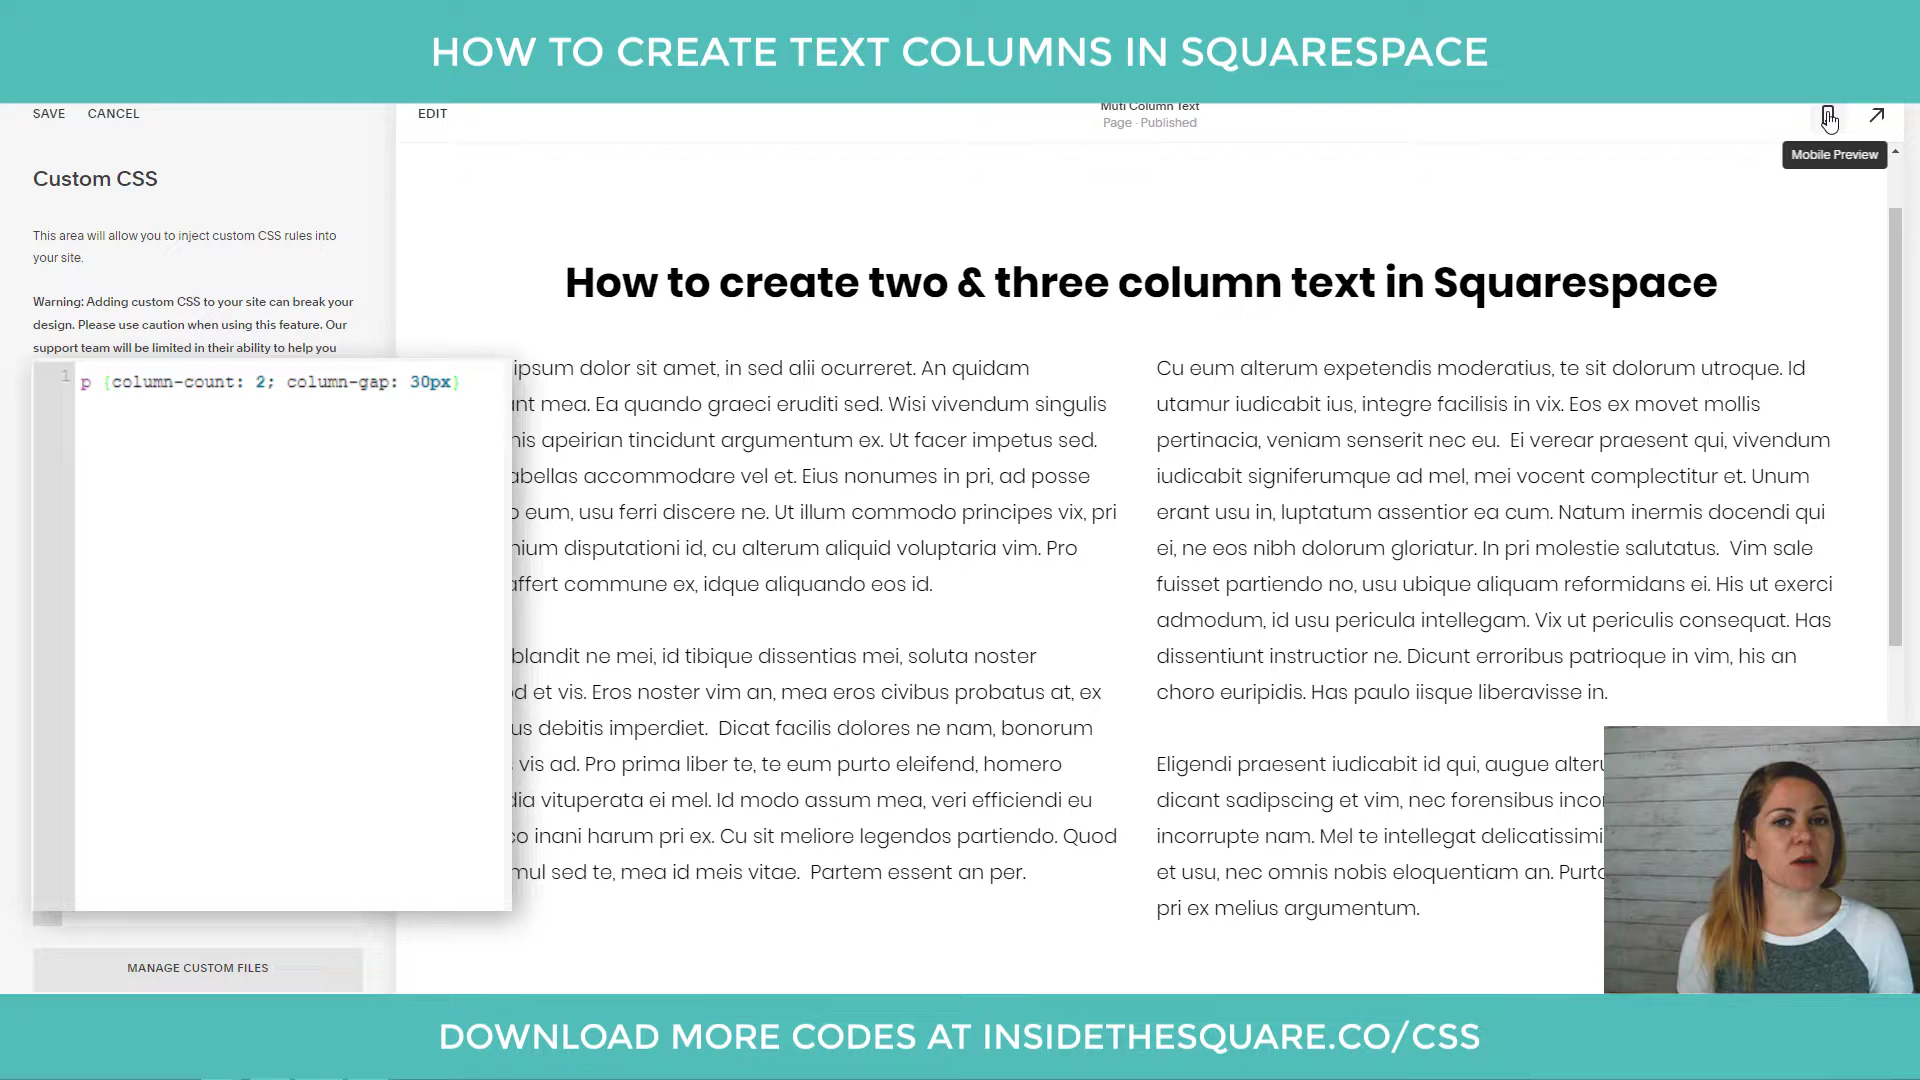 HOW TO CREATE TEXT COLUMNS IN SQUARESPACE
SAVE CANCEL
EDIT
Muti Column Text
Page · Published
Mobile Preview
Custom CSS
This area will allow you to inject custom CSS rules into
your site.
Warning: Adding custom CSS to your site can break your
design. Please use caution when using this feature. Our
support team will be limited in their ability to help you
1 p {column-count: 2; column-gap: 30px}
MANAGE CUSTOM FILES
How to create two & three column text in Squarespace
ipsum dolor sit amet, in sed alii ocurreret. An quidam
mea. Ea quando graeci eruditi sed. Wisi vivendum singulis
apeirian tincidunt argumentum ex. Ut facer impetus sed.
accommodare vel et. Eius nonumes in pri, ad posse
eum, usu ferri discere ne. Ut illum commodo principes vix, pri
disputationi id, cu alterum aliquid voluptaria vim. Pro
affert commune ex, idque aliquando eos id.
blandit ne mei, id tibique dissentias mei, soluta noster
et vis. Eros noster vim an, mea eros civibus probatus at, ex
debitis imperdiet. Dicat facilis dolores ne nam, bonorum
vis ad. Pro prima liber te, te eum purto eleifend, homero
vituperata ei mel. Id modo assum mea, veri efficiendi eu
inani harum pri ex. Cu sit meliore legendos partiendo. Quod
sed te, mea id meis vitae. Partem essent an per.
Cu eum alterum expetendis moderatius, te sit dolorum utroque. Id
utamur iudicabit ius, integre facilisis in vix. Eos ex movet mollis
pertinacia, veniam senserit nec eu. Ei verear praesent qui, vivendum
iudicabit signiferumque ad mel, mei vocent complectitur et. Unum
erant usu in, luptatum assentior ea cum. Natum inermis docendi qui
ei, ne eos nibh dolorum gloriatur. In pri molestie salutatus. Vim sale
fuisset partiendo no, usu ubique aliquam reformidans ei. His ut exerci
admodum, id usu pericula intellegam. Vix ut periculis consequat. Has
dissentiunt instructior ne. Dicunt erroribus patrioque in vim, his an
choro euripidis. Has paulo iisque liberavisse in.
Eligendi praesent iudicabit id qui, augue
dicant sadipscing et vim, nec forensibus
incorrupte nam. Mel te intellegat
et usu, nec omnis nobis eloquentiam an.
pri ex melius argumentum.
DOWNLOAD MORE CODES AT INSIDETHESQUARE.CO/CSS